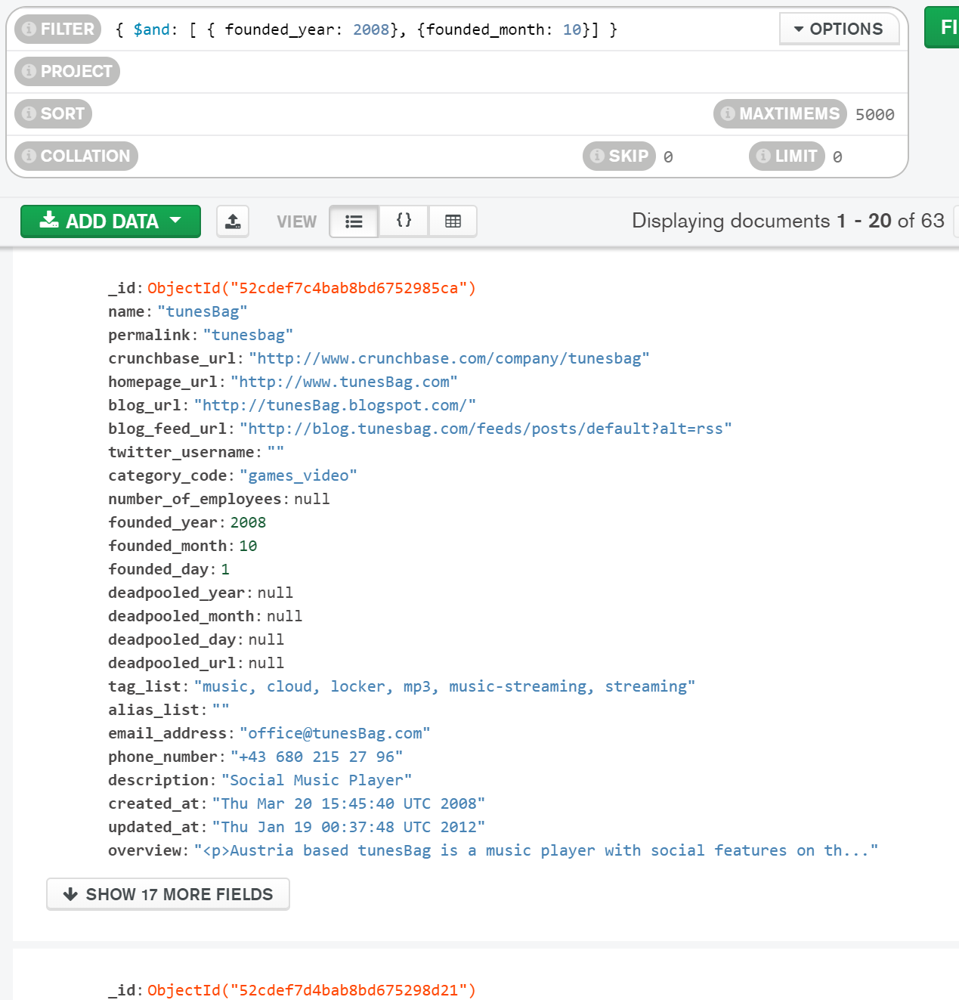 FILTER { $and: [ { founded_year: 2008}, {founded_month: 10}] } OPTIONS FI
PROJECT
SORT MAXTIMEMS 5000
COLLATION SKIP 0 LIMIT 0
ADD DATA VIEW {} Displaying documents 1 - 20 of 63
_id: ObjectId("52cdef7c4bab8bd6752985ca")
name: "tunesBag"
permalink: "tunesbag"
crunchbase_url: "http://www.crunchbase.com/company/tunesbag"
homepage_url: "http://www.tunesBag.com"
blog_url: "http://tunesBag.blogspot.com/"
blog_feed_url: "http://blog.tunesbag.com/feeds/posts/default?alt=rss"
twitter_username: ""
category_code: "games_video"
number_of_employees: null
founded_year: 2008
founded_month: 10
founded_day: 1
deadpooled_year: null
deadpooled_month: null
deadpooled_day: null
deadpooled_url: null
tag_list: "music, cloud, locker, mp3, music-streaming, streaming"
alias_list: ""
email_address: "office@tunesBag.com"
phone_number: "+43 680 215 27 96"
description: "Social Music Player"
created_at: "Thu Mar 20 15:45:40 UTC 2008"
updated_at: "Thu Jan 19 00:37:48 UTC 2012"
overview: "<p>Austria based tunesBag is a music player with social features on th..."
SHOW 17 MORE FIELDS
_id: ObjectId("52cdef7d4bab8bd675298d21")